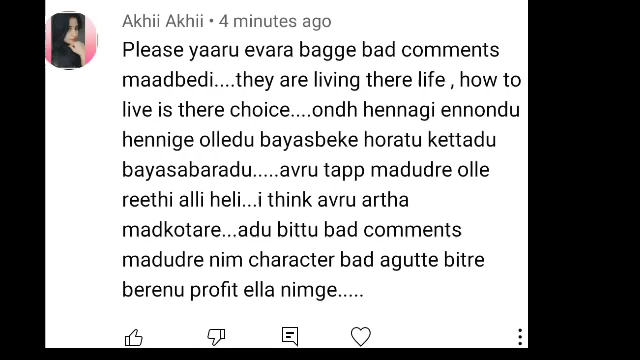 Akhii Akhii • 4 minutes ago
Please yaaru evara bagge bad comments
maadbedi....they are living there life , how to
live is there choice....ondh hennagi ennondu
hennige olledu bayasbeke horatu kettadu
bayasabaradu.....avru tapp madudre olle
reethi alli heli...i think avru artha
madkotare...adu bittu bad comments
madudre nim character bad agutte bitre
berenu profit ella nimge.....